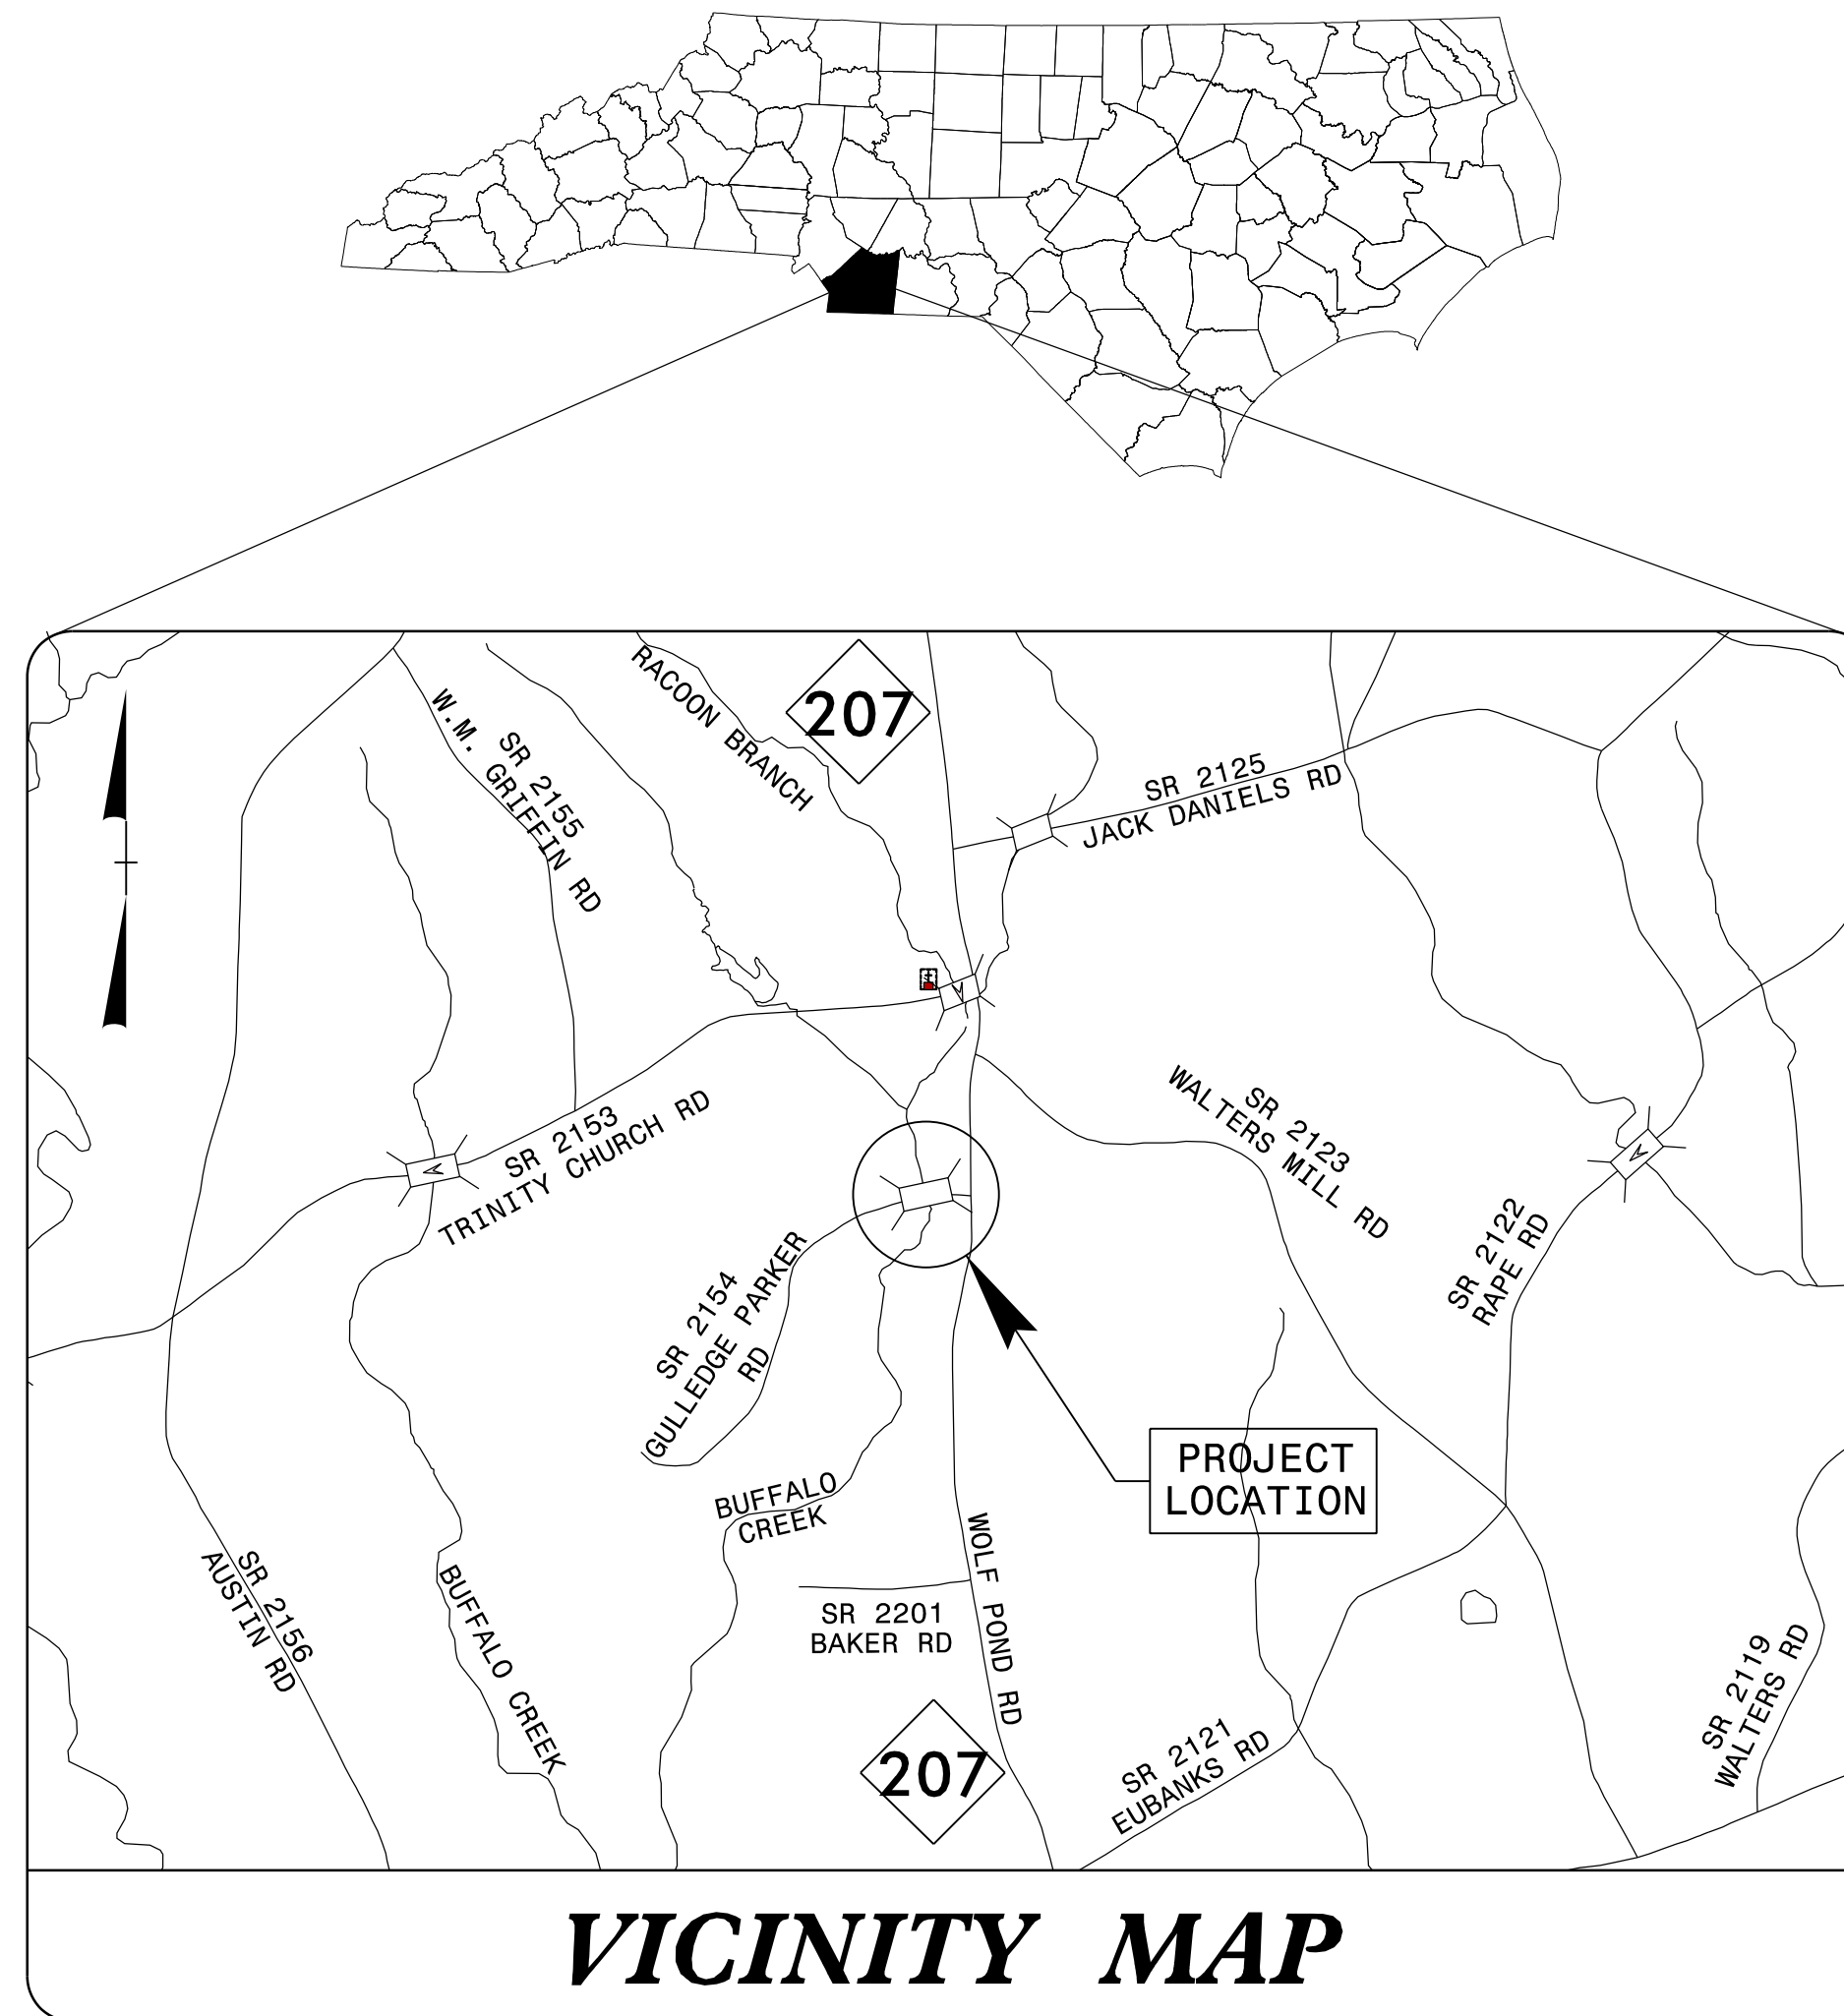 RACOON BRANCH
207
W.M. GRIFFIN RD
SR 2155
SR 2125
JACK DANIELS RD
SR 2153
TRINITY CHURCH RD
SR 2123
WALTERS MILL RD
SR 2122
RAPE RD
SR 2154
GULLEDGE PARKER
RD
PROJECT
LOCATION
BUFFALO
CREEK
WOLF POND RD
SR 2156
AUSTIN RD
BUFFALO CREEK
SR 2201
BAKER RD
207
SR 2121
EUBANKS RD
SR 2119
WALTERS RD
VICINITY MAP